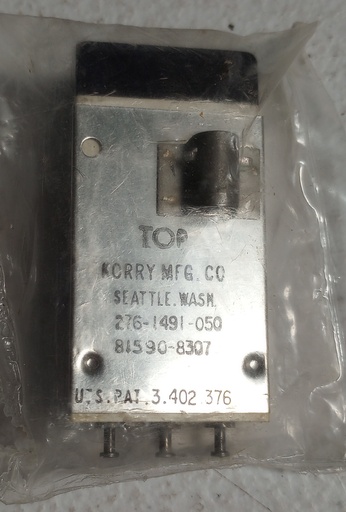 TOP
KORRY MFG. CO
SEATTLE. WASH.
276-1491-050
81590-8307
U.S. PAT. 3.402 376